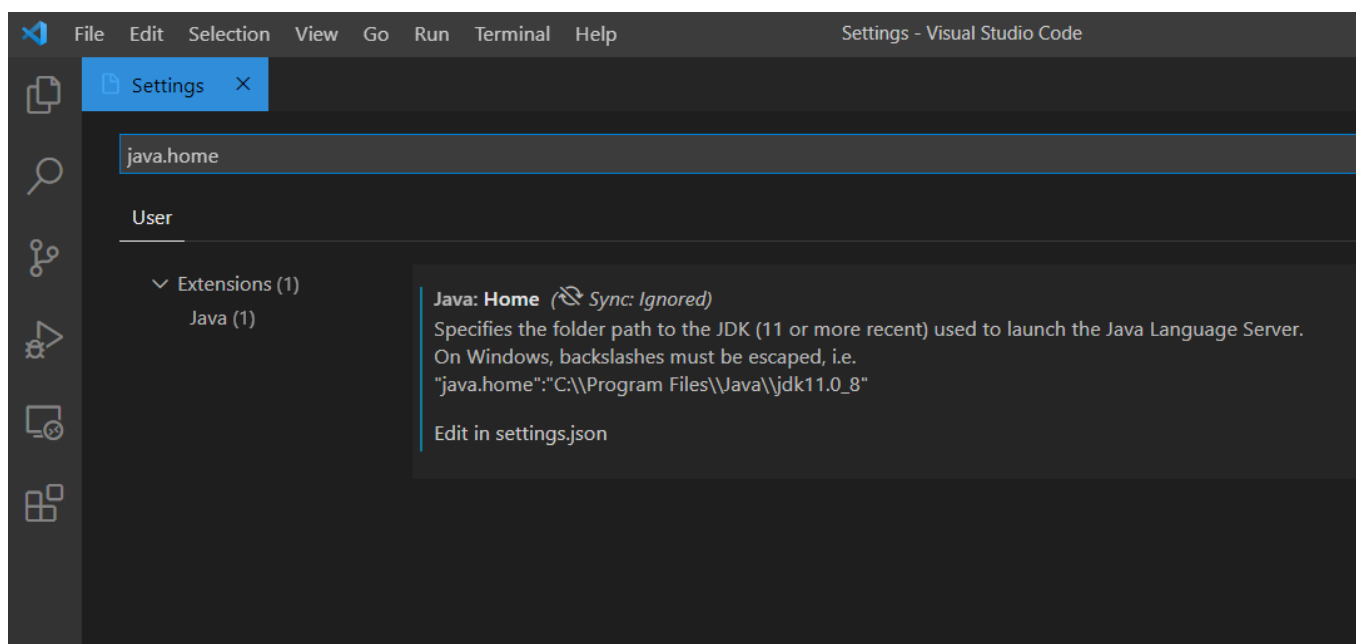 File Edit Selection View Go Run Terminal Help Settings - Visual Studio Code
Settings
java.home
User
Extensions (1)
Java (1)
Java: Home ( Sync: Ignored)
Specifies the folder path to the JDK (11 or more recent) used to launch the Java Language Server.
On Windows, backslashes must be escaped, i.e.
"java.home":"C:\\Program Files\\Java\\jdk11.0_8"
Edit in settings.json